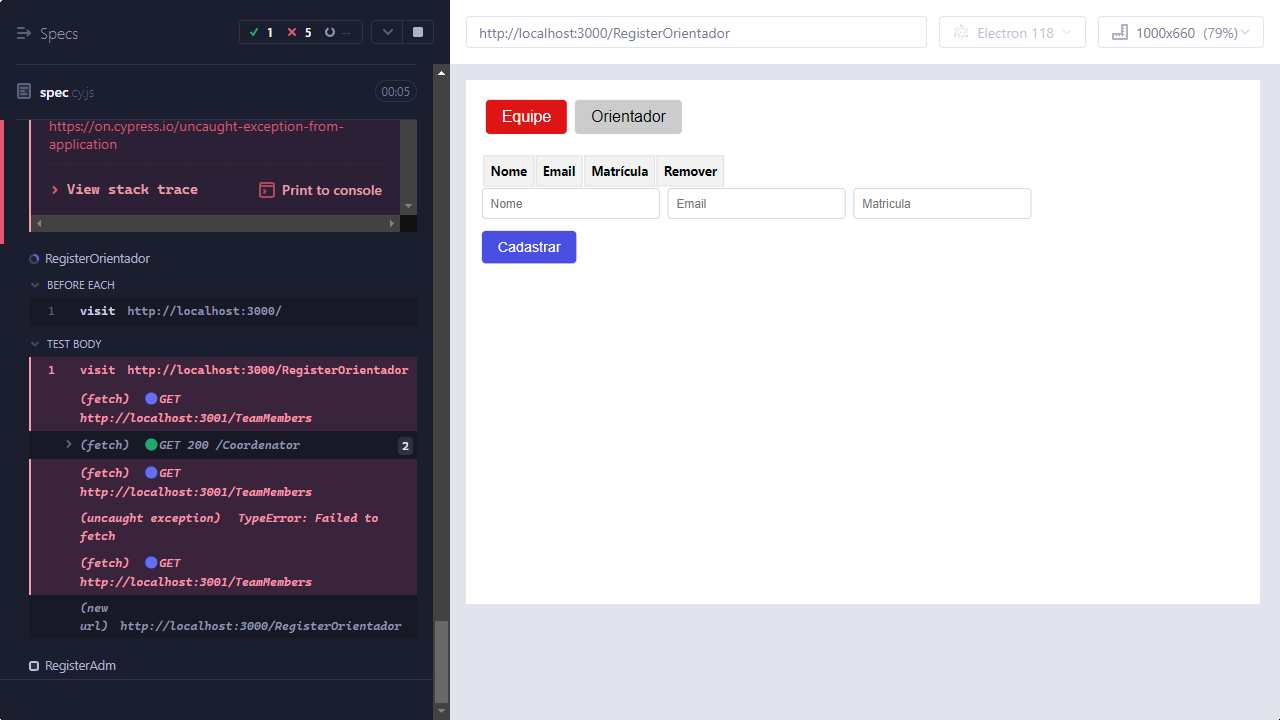 Specs
1
5
--
spec.cy.js
00:05
https://on.cypress.io/uncaught-exception-from-
application
View stack trace
Print to console
RegisterOrientador
BEFORE EACH
1 visit http://localhost:3000/
TEST BODY
1 visit http://localhost:3000/RegisterOrientador
(fetch) GET
http://localhost:3001/TeamMembers
(fetch) GET 200 /Coordenator 2
(fetch) GET
http://localhost:3001/TeamMembers
(uncaught exception) TypeError: Failed to
fetch
(fetch) GET
http://localhost:3001/TeamMembers
(new
url) http://localhost:3000/RegisterOrientador
RegisterAdm
http://localhost:3000/RegisterOrientador
Electron 118
1000x660 (79%)
Equipe
Orientador
Nome Email Matrícula Remover
Nome Email Matricula
Cadastrar